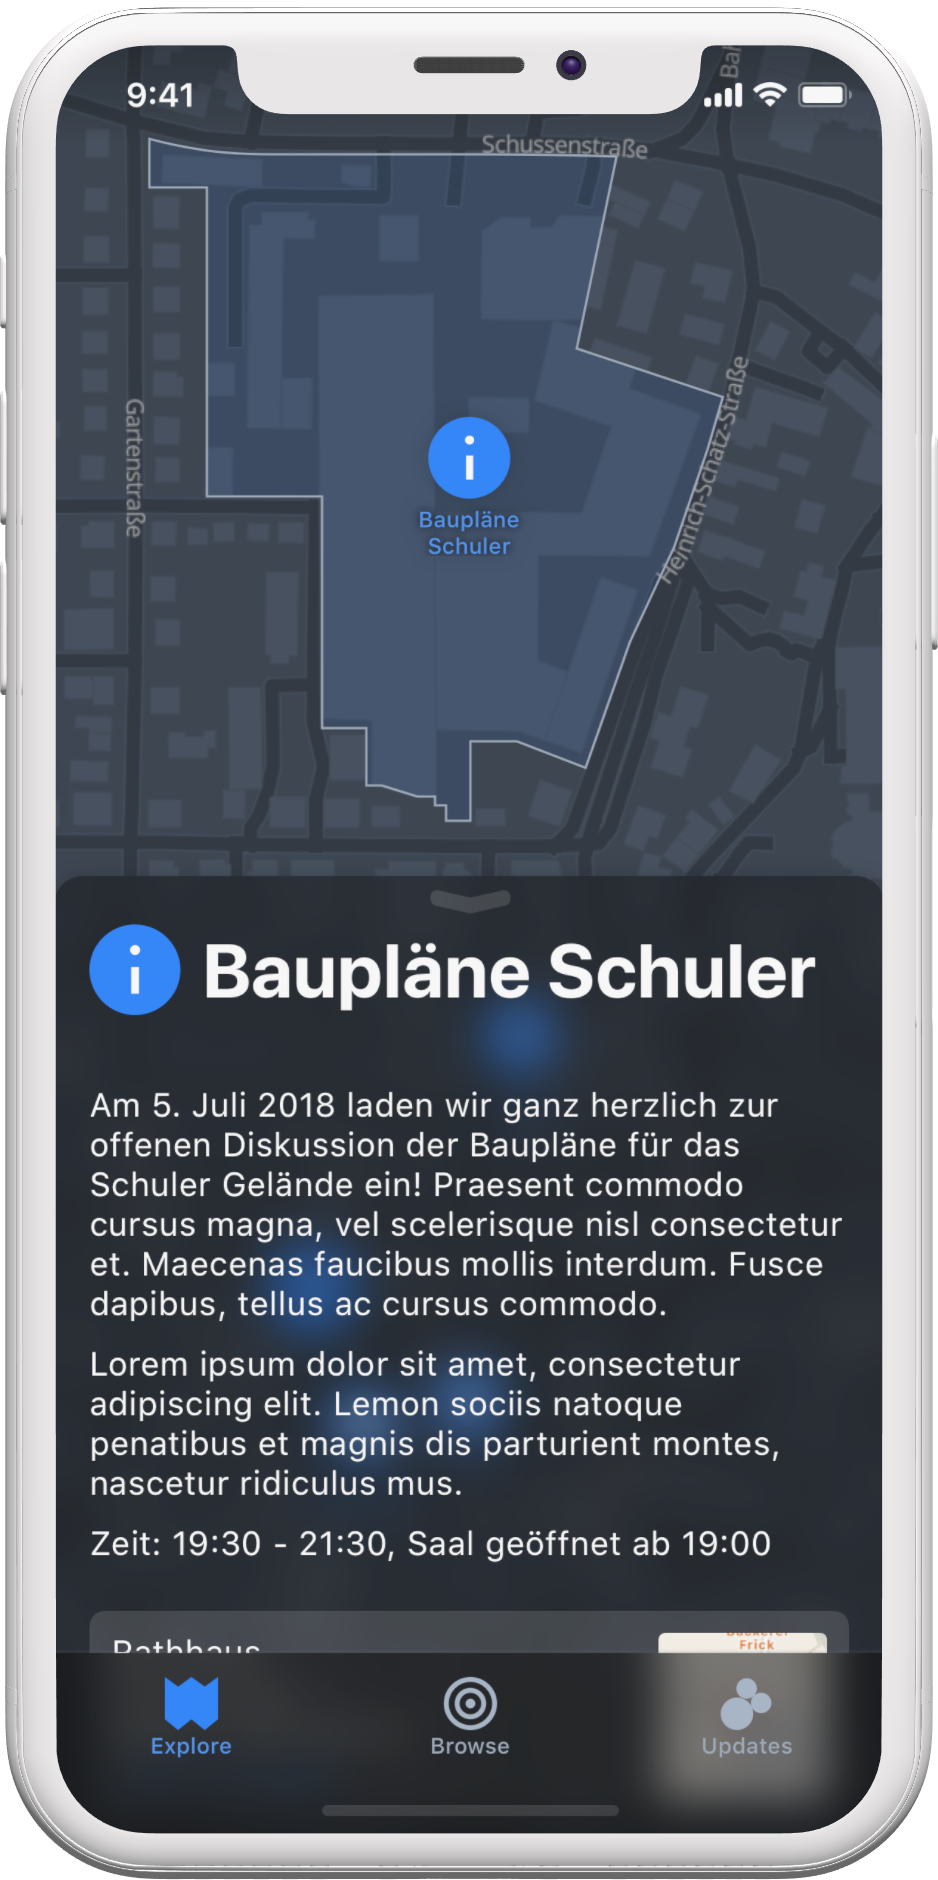 9:41
Schussenstraße
Gartenstraße
Heinrich-Schatz-Straße
Baupläne
Schuler
Baupläne Schuler
Am 5. Juli 2018 laden wir ganz herzlich zur
offenen Diskussion der Baupläne für das
Schuler Gelände ein! Praesent commodo
cursus magna, vel scelerisque nisl consectetur
et. Maecenas faucibus mollis interdum. Fusce
dapibus, tellus ac cursus commodo.
Lorem ipsum dolor sit amet, consectetur
adipiscing elit. Lemon sociis natoque
penatibus et magnis dis parturient montes,
nascetur ridiculus mus.
Zeit: 19:30 - 21:30, Saal geöffnet ab 19:00
Rathhaus
Frick
Explore
Browse
Updates